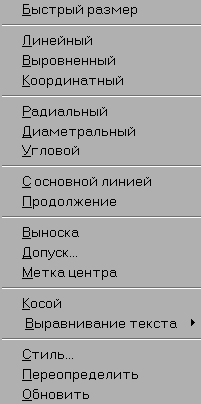 Быстрый размер
Линейный
Выровненный
Координатный
Радиальный
Диаметральный
Угловой
С основной линией
Продолжение
Выноска
Допуск...
Метка центра
Косой
Выравнивание текста
Стиль...
Переопределить
Обновить